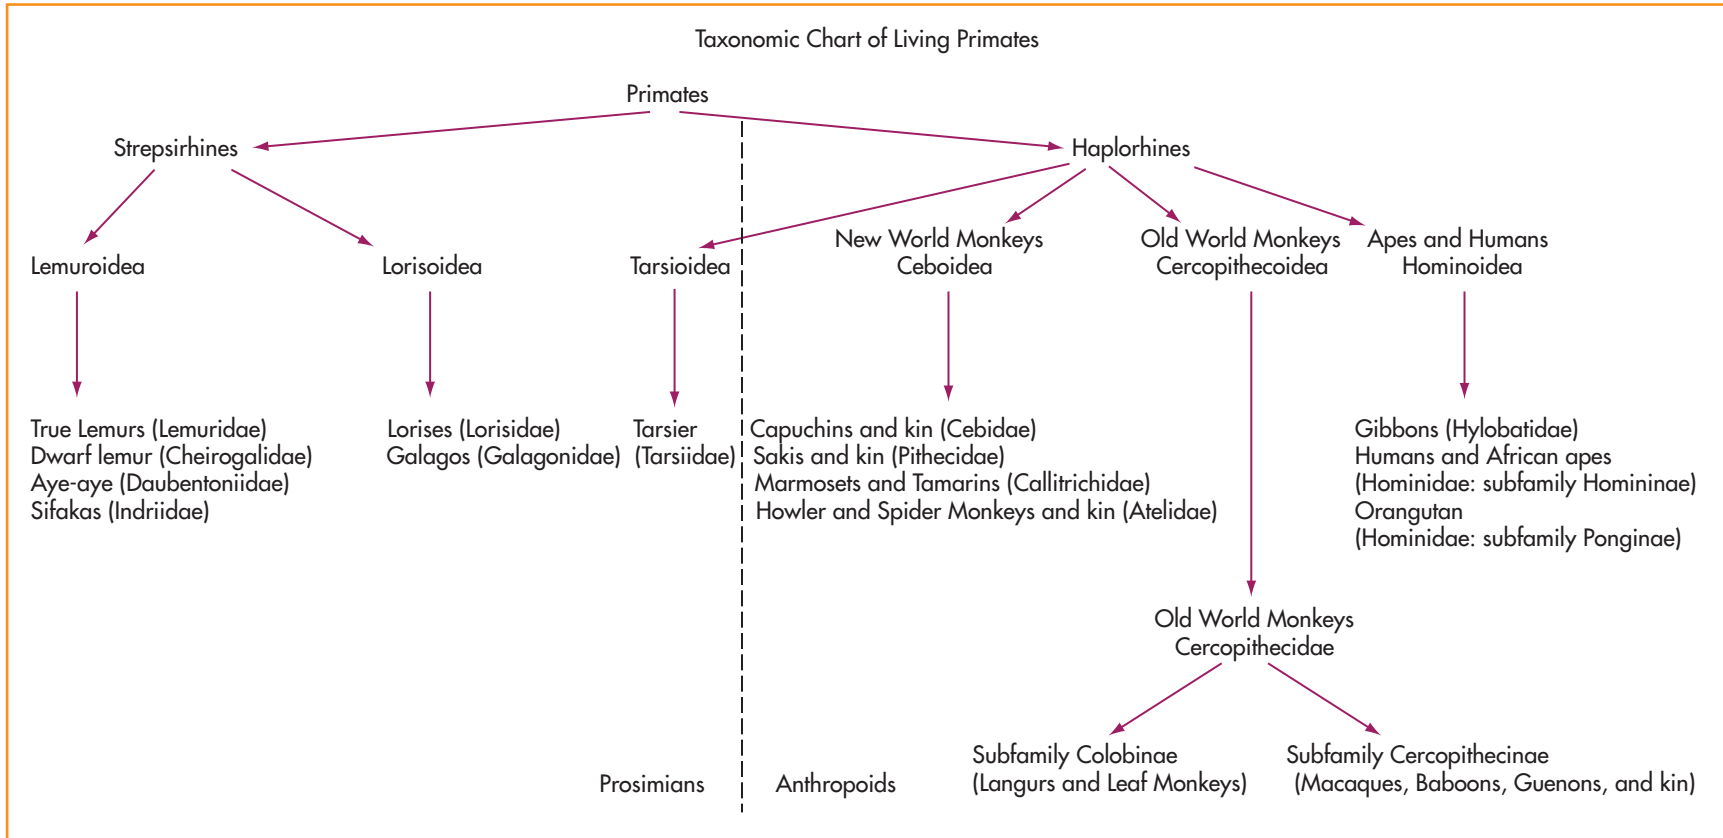 Taxonomic Chart of Living Primates
Primates
Strepsirhines
Haplorhines
Lemuroidea
Lorisoidea
Tarsioidea
New World Monkeys
Ceboidea
Old World Monkeys
Cercopithecoidea
Apes and Humans
Hominoidea
True Lemurs (Lemuridae)
Dwarf lemur (Cheirogalidae)
Aye-aye (Daubentoniidae)
Sifakas (Indriidae)
Lorises (Lorisidae)
Galagos (Galagonidae)
Tarsier
(Tarsiidae)
Capuchins and kin (Cebidae)
Sakis and kin (Pithecidae)
Marmosets and Tamarins (Callitrichidae)
Howler and Spider Monkeys and kin (Atelidae)
Gibbons (Hylobatidae)
Humans and African apes
(Hominidae: subfamily Homininae)
Orangutan
(Hominidae: subfamily Ponginae)
Old World Monkeys
Cercopithecidae
Subfamily Colobinae
(Langurs and Leaf Monkeys)
Subfamily Cercopithecinae
(Macaques, Baboons, Guenons, and kin)
Prosimians
Anthropoids